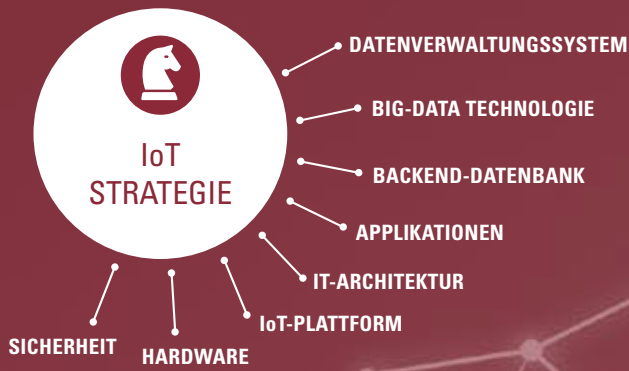 IoT
STRATEGIE
DATENVERWALTUNGSSYSTEM
BIG-DATA TECHNOLOGIE
BACKEND-DATENBANK
APPLIKATIONEN
IT-ARCHITEKTUR
IoT-PLATTFORM
HARDWARE
SICHERHEIT